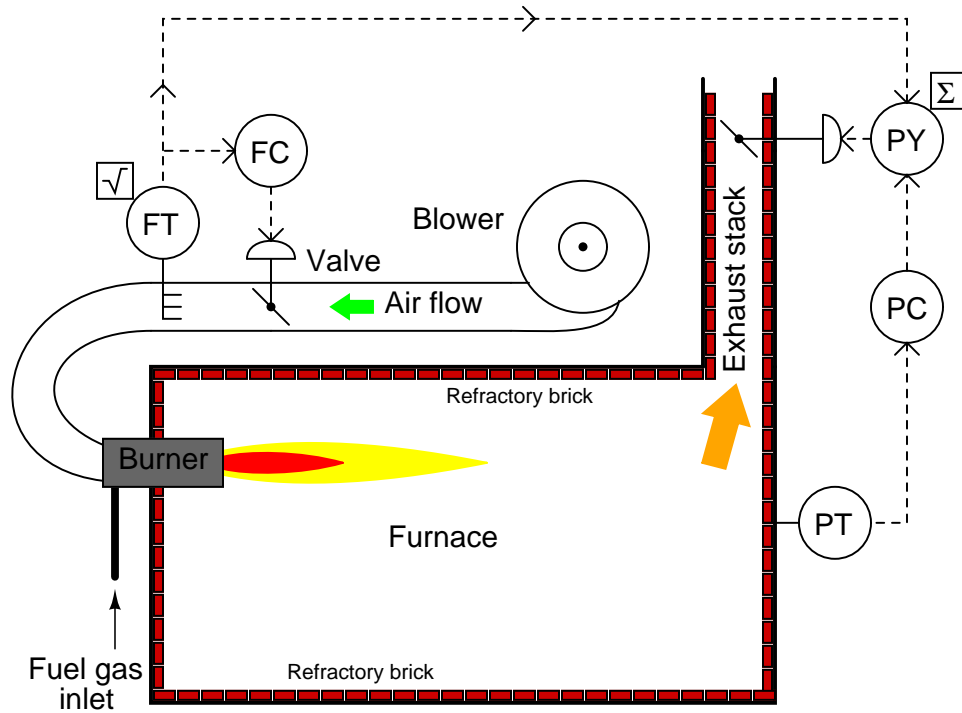 Σ
FC
PY
√
FT
Blower
Valve
Air flow
Exhaust stack
PC
Refractory brick
Burner
Furnace
PT
Fuel gas
inlet
Refractory brick